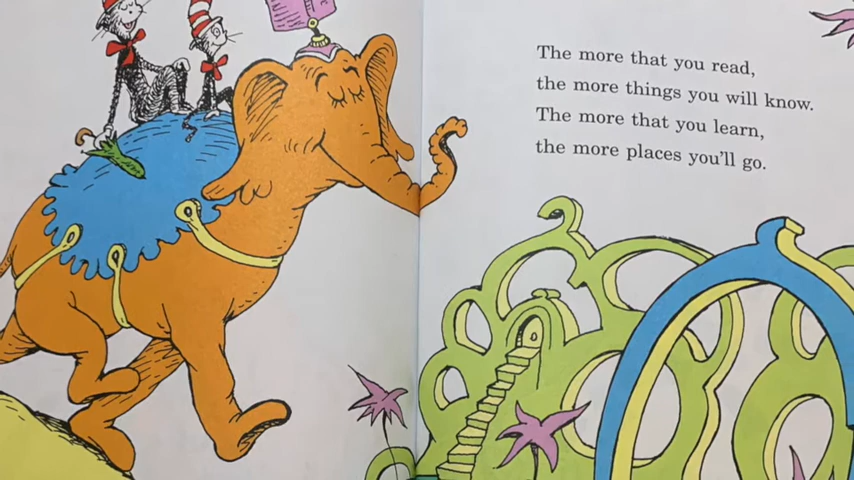 The more that you read,
the more things you will know.
The more that you learn,
the more places you'll go.